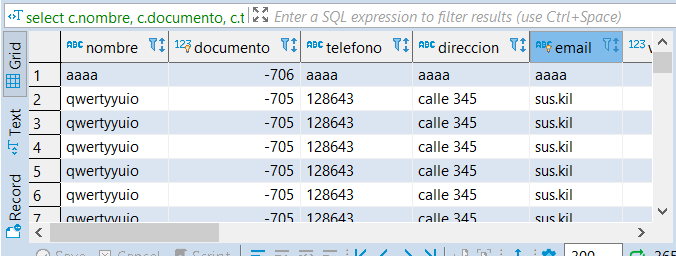 select c.nombre, c.documento, c.t Enter a SQL expression to filter results (use Ctrl+Space)
Grid
Text
Record
ABC nombre 123 documento ABC telefono ABC direccion ABC email 123
1 aaaa -706 aaaa aaaa aaaa
2 qwertyyuio -705 128643 calle 345 sus.kil
3 qwertyyuio -705 128643 calle 345 sus.kil
4 qwertyyuio -705 128643 calle 345 sus.kil
5 qwertyyuio -705 128643 calle 345 sus.kil
6 qwertyyuio -705 128643 calle 345 sus.kil
7 qwertyyuio -705 128643 calle 345 sus.kil
Save Cancel Script 200